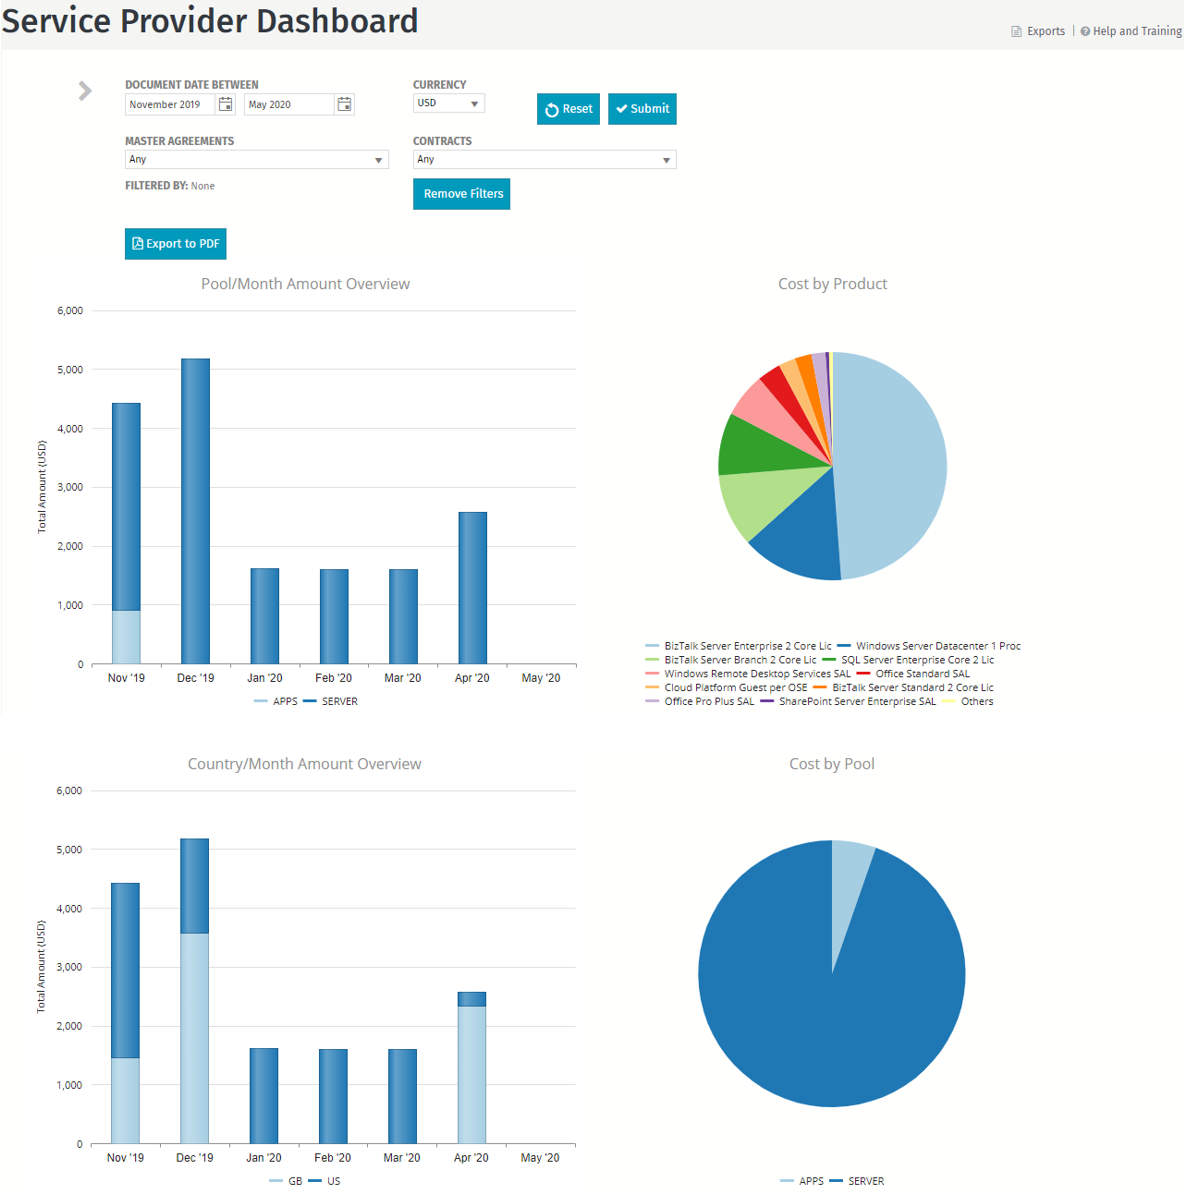 Service Provider Dashboard
Exports | Help and Training
DOCUMENT DATE BETWEEN
November 2019
May 2020
CURRENCY
USD
Reset
Submit
MASTER AGREEMENTS
Any
CONTRACTS
Any
FILTERED BY: None
Remove Filters
Export to PDF
Pool/Month Amount Overview
Total Amount (USD)
6,000
5,000
4,000
3,000
2,000
1,000
0
Nov '19 Dec '19 Jan '20 Feb '20 Mar '20 Apr '20 May '20
APPS SERVER
Cost by Product
BizTalk Server Enterprise 2 Core Lic Windows Server Datacenter 1 Proc
BizTalk Server Branch 2 Core Lic SQL Server Enterprise Core 2 Lic
Windows Remote Desktop Services SAL Office Standard SAL
Cloud Platform Guest per OSE BizTalk Server Standard 2 Core Lic
Office Pro Plus SAL SharePoint Server Enterprise SAL Others
Country/Month Amount Overview
Total Amount (USD)
6,000
5,000
4,000
3,000
2,000
1,000
0
Nov '19 Dec '19 Jan '20 Feb '20 Mar '20 Apr '20 May '20
GB US
Cost by Pool
APPS SERVER